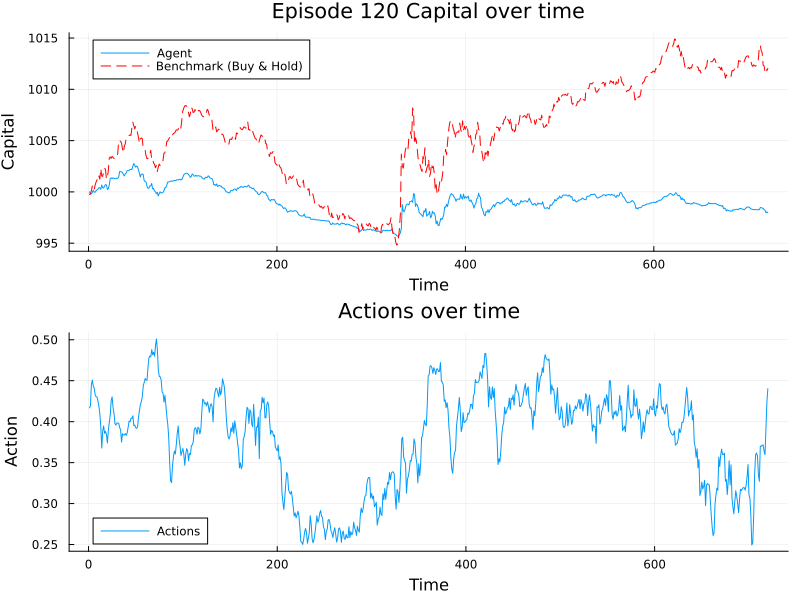 Episode 120 Capital over time
1015
1010
1005
1000
995
Capital
Agent
Benchmark (Buy & Hold)
0 200 400 600
Time
Actions over time
0.50
0.45
0.40
0.35
0.30
0.25
Action
Actions
0 200 400 600
Time